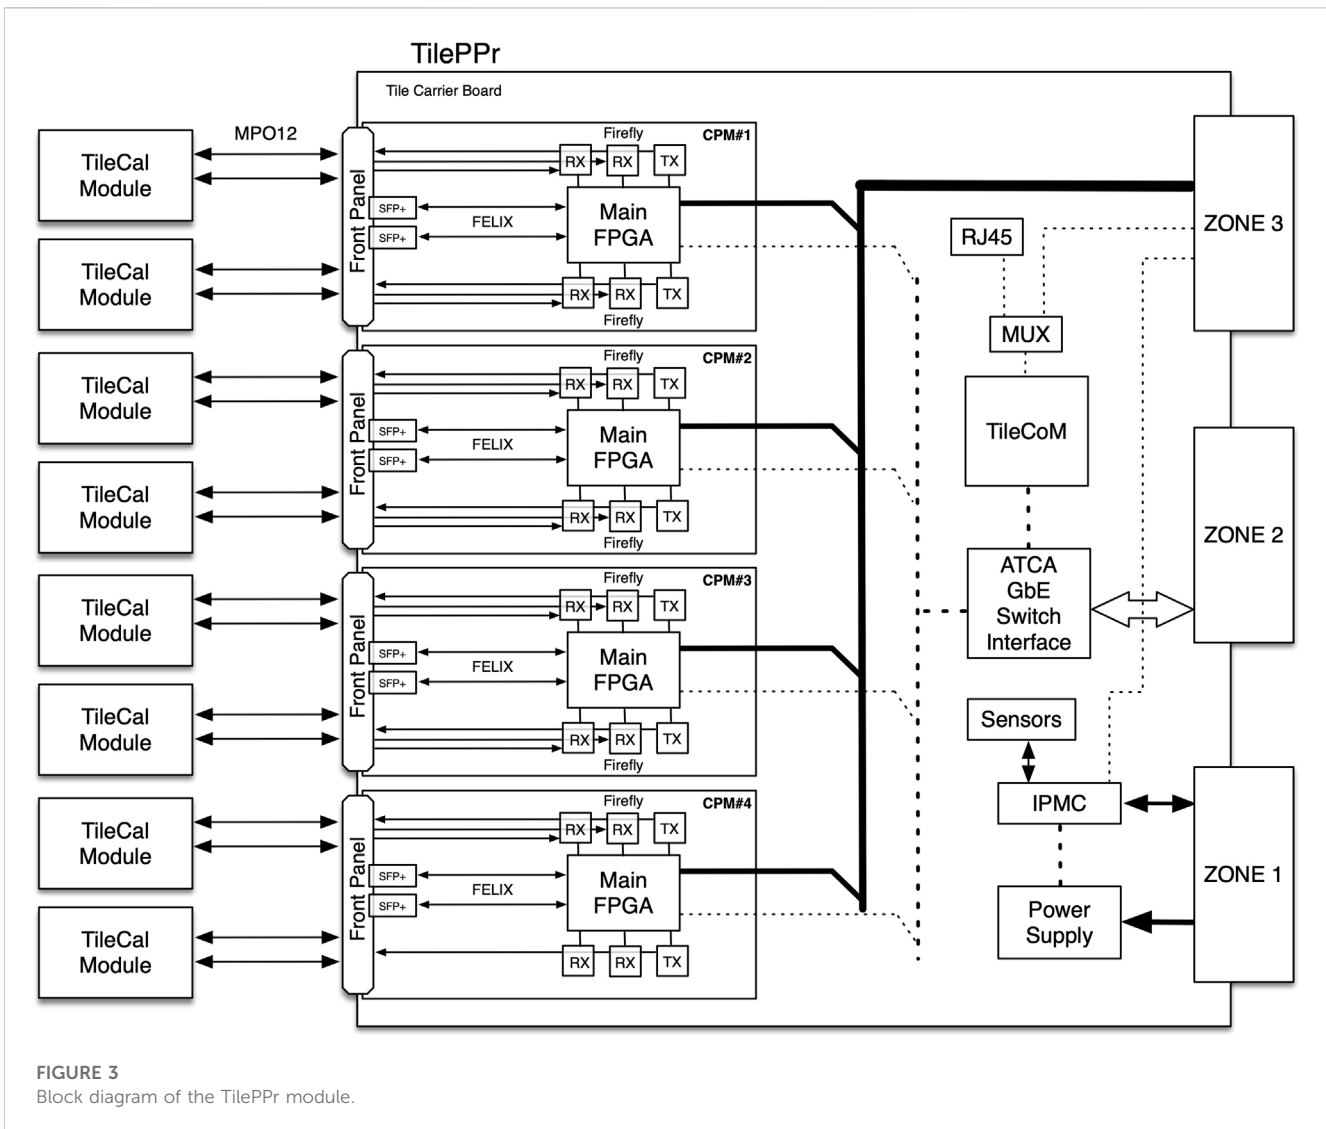 TilePPr
Tile Carrier Board
MPO12
TileCal
Module
TileCal
Module
Front Panel
SFP+
SFP+
FELIX
Firefly
CPM#1
RX
RX
TX
Main
FPGA
RX
RX
TX
Firefly
TileCal
Module
TileCal
Module
Front Panel
SFP+
SFP+
FELIX
Firefly
CPM#2
RX
RX
TX
Main
FPGA
RX
RX
TX
Firefly
TileCal
Module
TileCal
Module
Front Panel
SFP+
SFP+
FELIX
Firefly
CPM#3
RX
RX
TX
Main
FPGA
RX
RX
TX
Firefly
TileCal
Module
TileCal
Module
Front Panel
SFP+
SFP+
FELIX
Firefly
CPM#4
RX
RX
TX
Main
FPGA
RX
RX
TX
RJ45
MUX
TileCoM
ATCA
GbE
Switch
Interface
Sensors
IPMC
Power
Supply
ZONE 3
ZONE 2
ZONE 1
FIGURE 3
Block diagram of the TilePPr module.